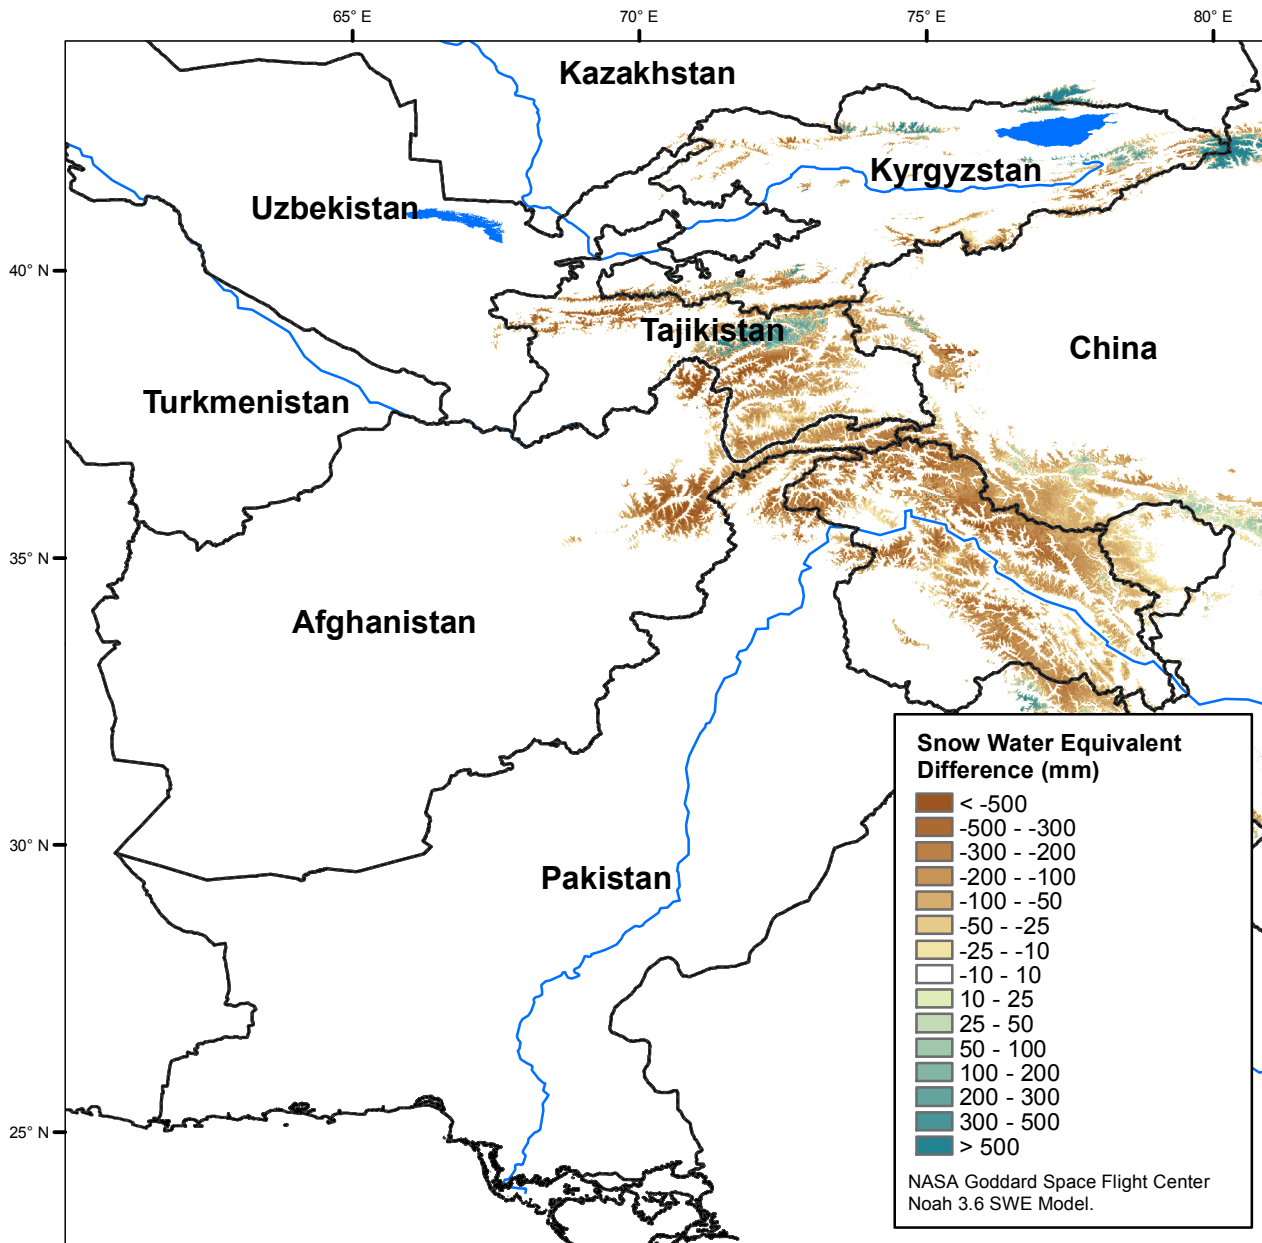 65° E
70° E
75° E
80° E
Kazakhstan
Kyrgyzstan
Uzbekistan
40° N
Tajikistan
China
Turkmenistan
35° N
Afghanistan
30° N
Pakistan
25° N
Snow Water Equivalent
Difference (mm)
< -500
-500 - -300
-300 - -200
-200 - -100
-100 - -50
-50 - -25
-25 - -10
-10 - 10
10 - 25
25 - 50
50 - 100
100 - 200
200 - 300
300 - 500
> 500
NASA Goddard Space Flight Center
Noah 3.6 SWE Model.